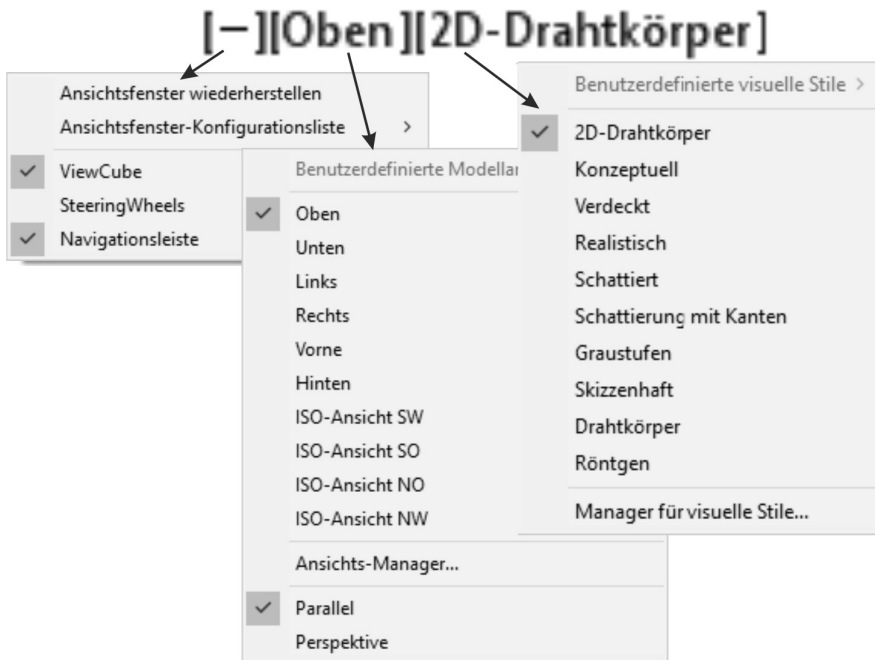 [−][Oben][2D-Drahtkörper]
Ansichtsfenster wiederherstellen
Ansichtsfenster-Konfigurationsliste >
ViewCube
SteeringWheels
Navigationsleiste
Benutzerdefinierte Modellan
Oben
Unten
Links
Rechts
Vorne
Hinten
ISO-Ansicht SW
ISO-Ansicht SO
ISO-Ansicht NO
ISO-Ansicht NW
Ansichts-Manager...
Parallel
Perspektive
Benutzerdefinierte visuelle Stile >
2D-Drahtkörper
Konzeptuell
Verdeckt
Realistisch
Schattiert
Schattierung mit Kanten
Graustufen
Skizzenhaft
Drahtkörper
Röntgen
Manager für visuelle Stile...